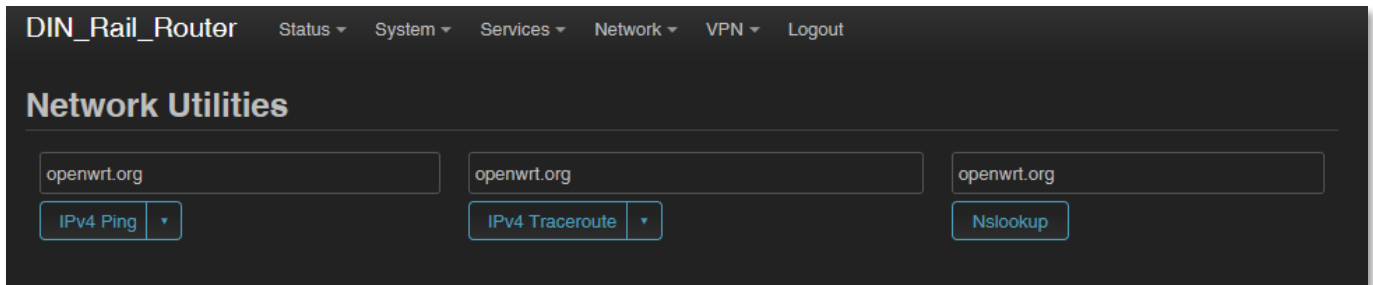 DIN_Rail_Router Status System Services Network VPN Logout
Network Utilities
openwrt.org openwrt.org openwrt.org
IPv4 Ping IPv4 Traceroute Nslookup